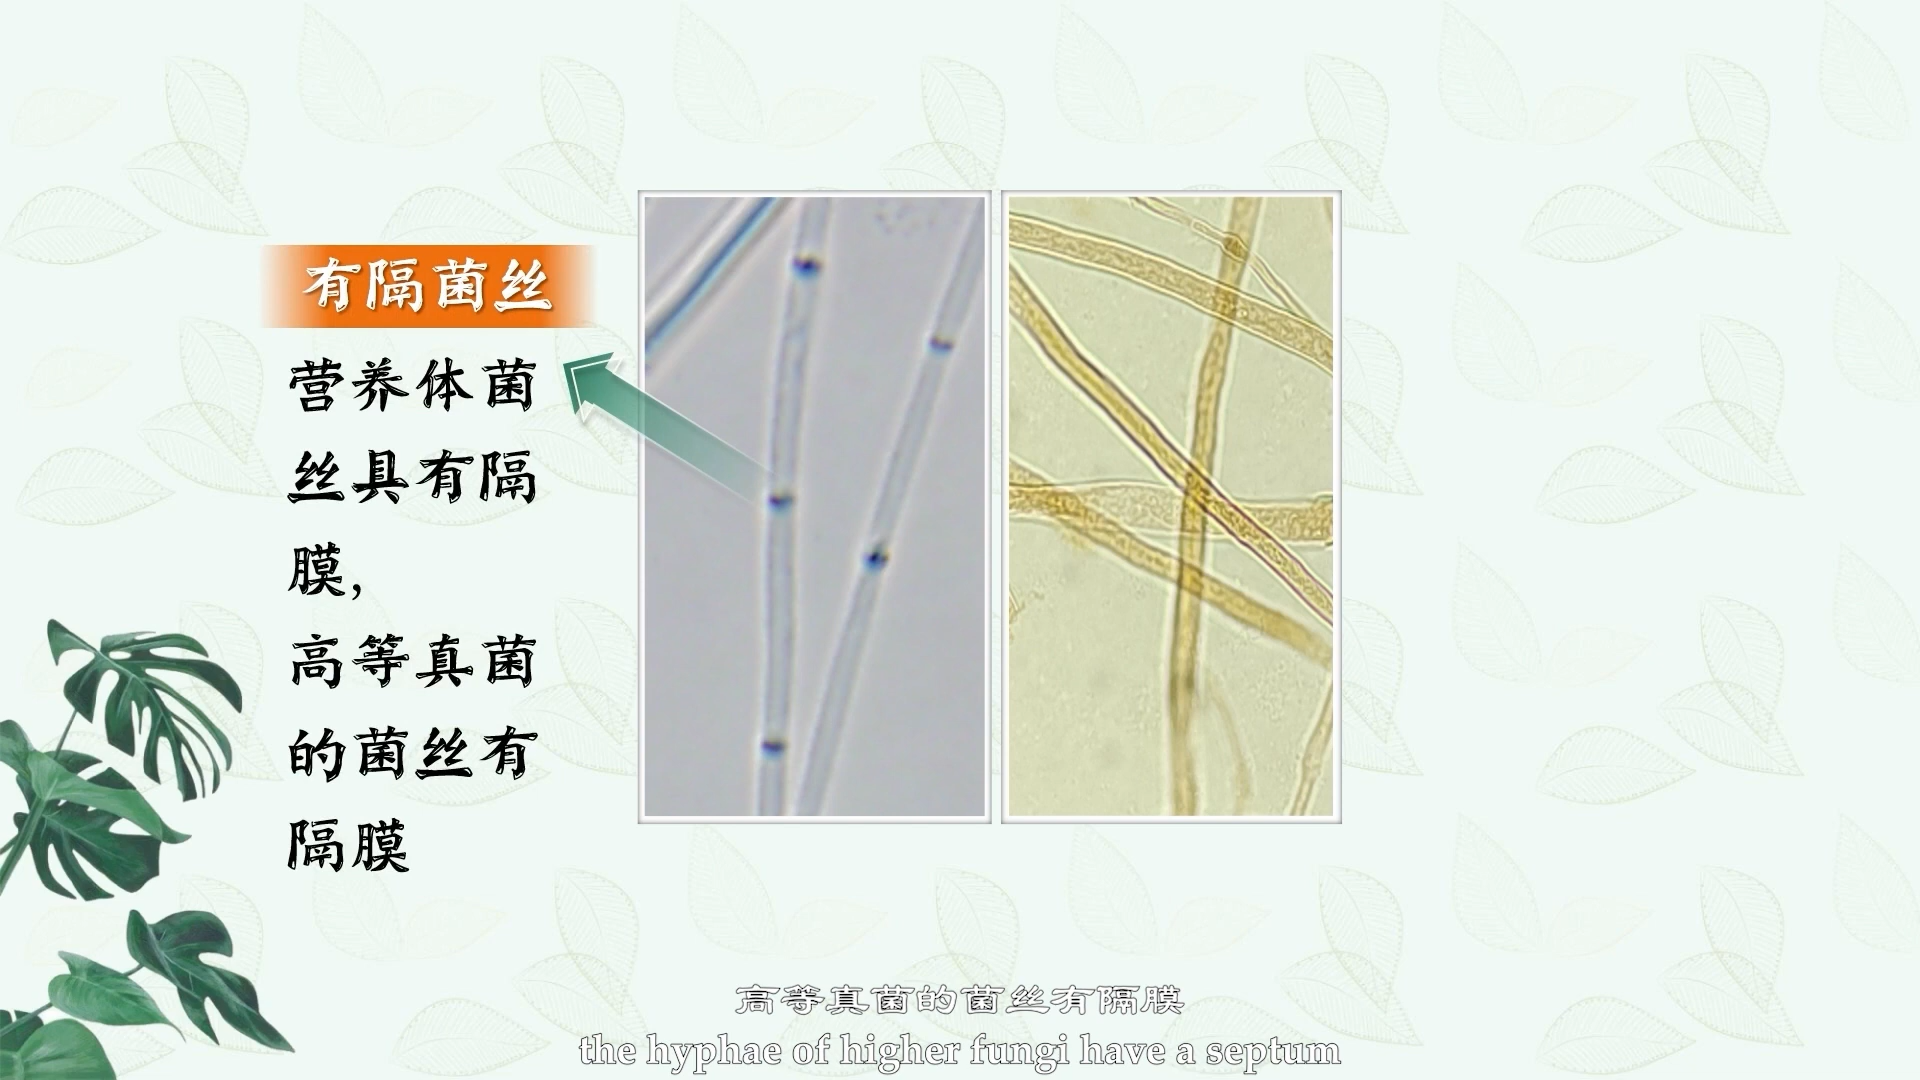 有隔菌丝
营养体菌
丝具有隔
膜,
高等真菌
的菌丝有
隔膜
高等真菌的菌丝有隔膜
the hyphae of higher fungi have a septum